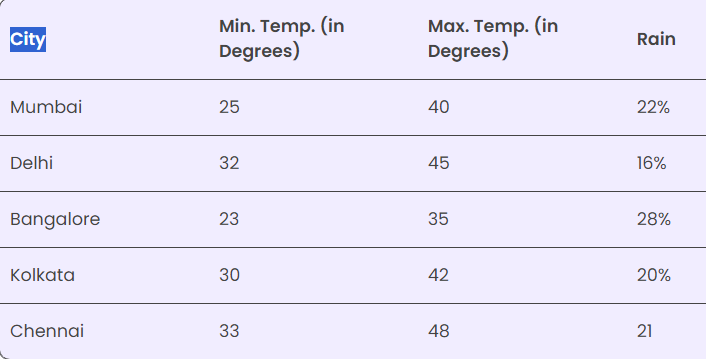 City Min. Temp. (in Degrees) Max. Temp. (in Degrees) Rain
Mumbai 25 40 22%
Delhi 32 45 16%
Bangalore 23 35 28%
Kolkata 30 42 20%
Chennai 33 48 21